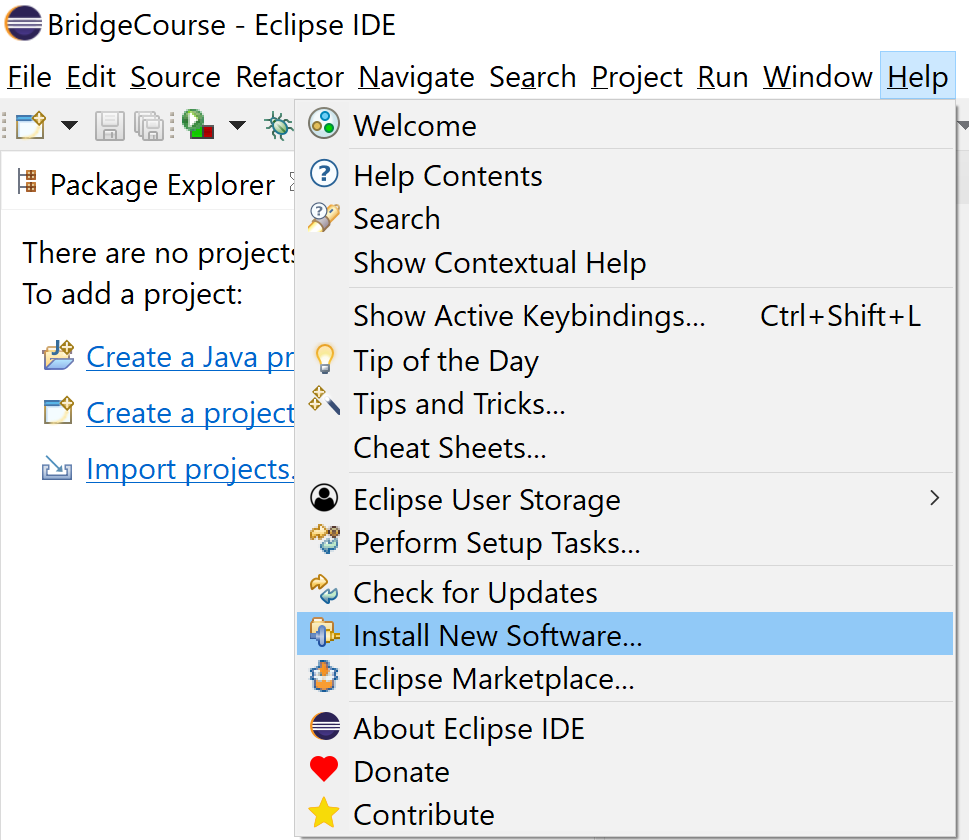 BridgeCourse - Eclipse IDE
File Edit Source Refactor Navigate Search Project Run Window Help
Welcome
Package Explorer
Help Contents
Search
There are no projects
Show Contextual Help
To add a project:
Show Active Keybindings... Ctrl+Shift+L
Create a Java pr
Tip of the Day
Tips and Tricks...
Create a project
Cheat Sheets...
Import projects.
Eclipse User Storage
Perform Setup Tasks...
Check for Updates
Install New Software...
Eclipse Marketplace...
About Eclipse IDE
Donate
Contribute